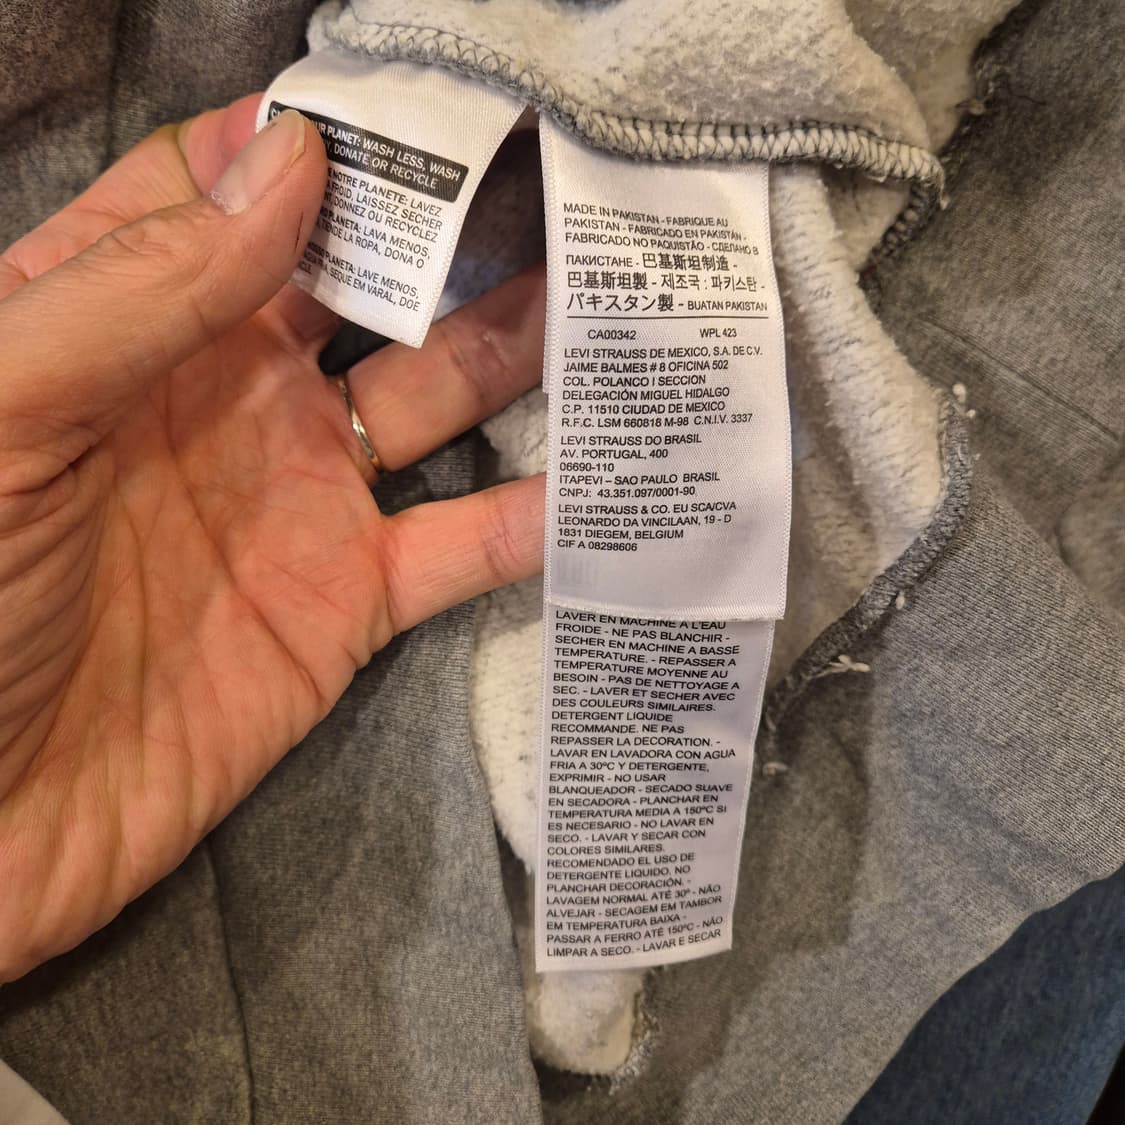 UR PLANET: WASH LESS, WASH
Y, DONATE OR RECYCLE
NOTRE PLANETE: LAVEZ
FROID, LAISSEZ SECHER
DONNEZ OU RECYCLEZ
PLANETA: LAVA MENOS,
TIENDE LA ROPA, DONA O
PLANETA: LAVE MENOS,
SEQUE EM VARAL, DOE
MADE IN PAKISTAN - FABRIQUE AU
PAKISTAN - FABRICADO EN PAKISTÁN -
FABRICADO NO PAQUISTÃO - СДЕЛАНО В
ПАКИСТАНЕ - 巴基斯坦制造 -
巴基斯坦製 - 제조국 : 파키스탄 -
パキスタン製 - BUATAN PAKISTAN
CA00342 WPL 423
LEVI STRAUSS DE MEXICO, S.A. DE C.V.
JAIME BALMES # 8 OFICINA 502
COL. POLANCO I SECCION
DELEGACIÓN MIGUEL HIDALGO
C.P. 11510 CIUDAD DE MEXICO
R.F.C. LSM 660818 M-98 C.N.I.V. 3337
LEVI STRAUSS DO BRASIL
AV. PORTUGAL, 400
06690-110
ITAPEVI – SAO PAULO BRASIL
CNPJ: 43.351.097/0001-90
LEVI STRAUSS & CO. EU SCA/CVA
LEONARDO DA VINCILAAN, 19 - D
1831 DIEGEM, BELGIUM
CIF A 08298606
LAVER EN MACHINE A L'EAU
FROIDE - NE PAS BLANCHIR -
SECHER EN MACHINE A BASSE
TEMPERATURE. - REPASSER A
TEMPERATURE MOYENNE AU
BESOIN - PAS DE NETTOYAGE A
SEC. - LAVER ET SECHER AVEC
DES COULEURS SIMILAIRES.
DETERGENT LIQUIDE
RECOMMANDE. NE PAS
REPASSER LA DECORATION. -
LAVAR EN LAVADORA CON AGUA
FRIA A 30ºC Y DETERGENTE,
EXPRIMIR - NO USAR
BLANQUEADOR - SECADO SUAVE
EN SECADORA - PLANCHAR EN
TEMPERATURA MEDIA A 150ºC SI
ES NECESARIO - NO LAVAR EN
SECO. - LAVAR Y SECAR CON
COLORES SIMILARES.
RECOMENDADO EL USO DE
DETERGENTE LIQUIDO. NO
PLANCHAR DECORACIÓN. -
LAVAGEM NORMAL ATÉ 30º - NÃO
ALVEJAR - SECAGEM EM TAMBOR
EM TEMPERATURA BAIXA -
PASSAR A FERRO ATÉ 150ºC - NÃO
LIMPAR A SECO. - LAVAR E SECAR